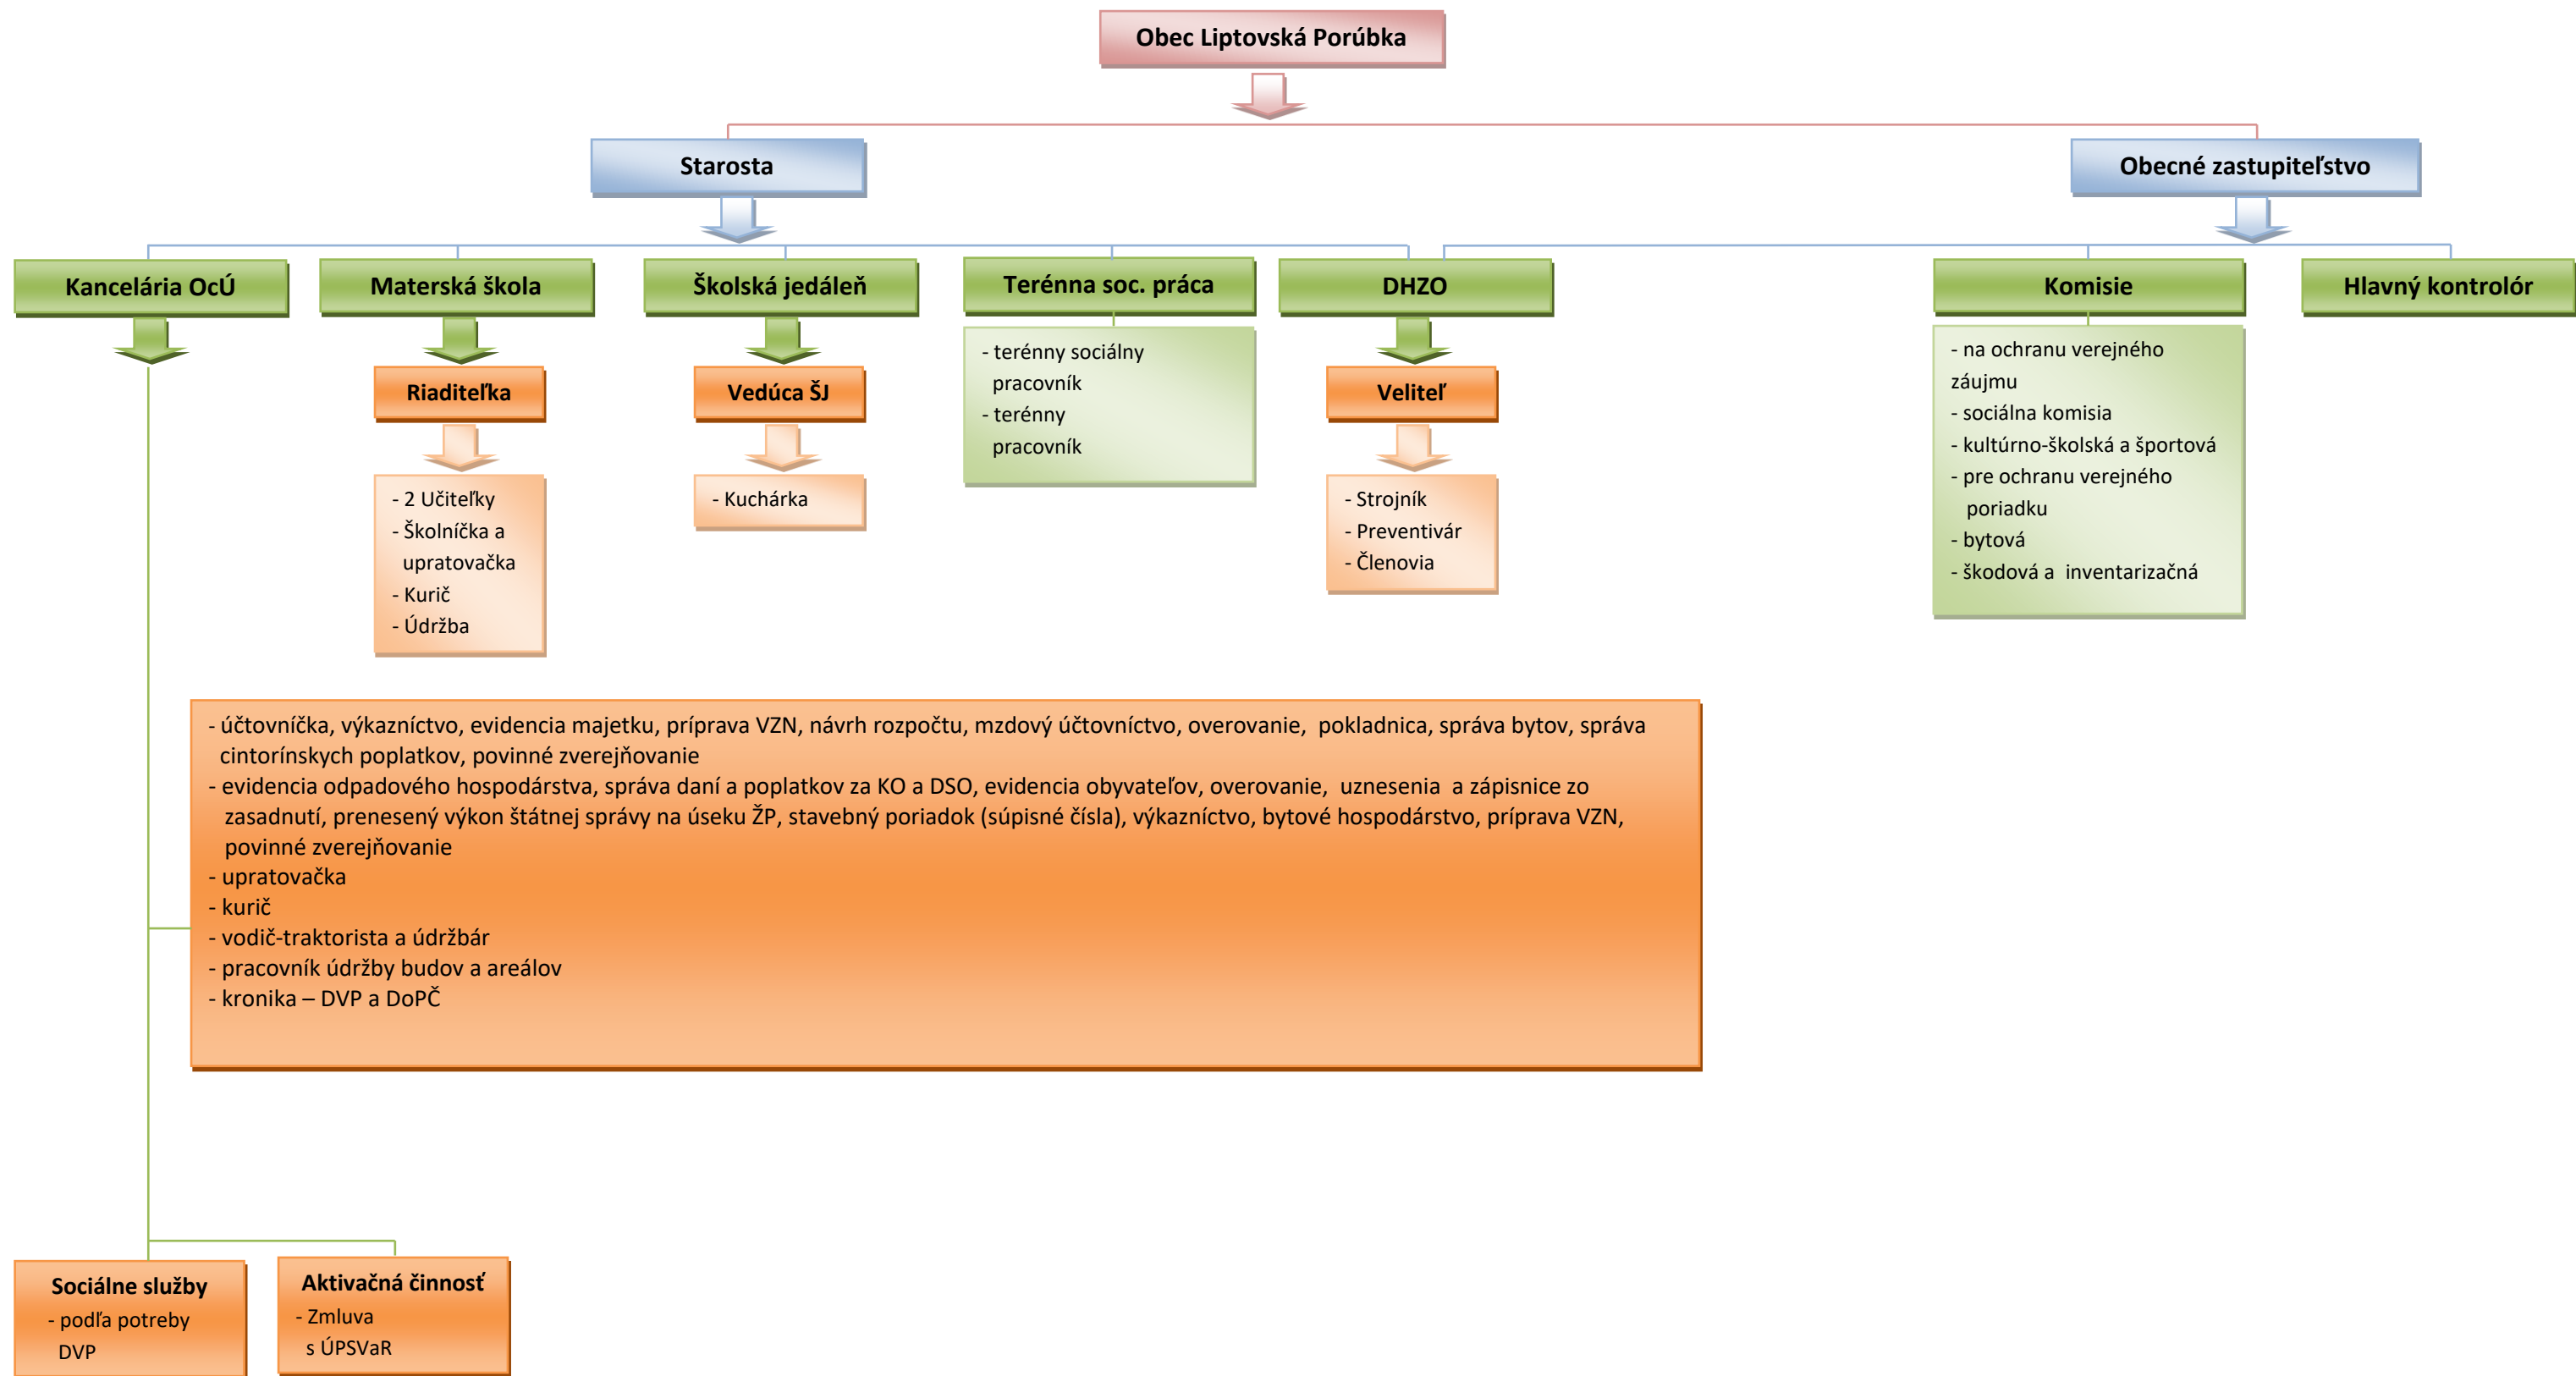 Obec Liptovská Porúbka
Starosta
Obecné zastupiteľstvo
Kancelária OcÚ
Materská škola
Školská jedáleň
Terénna soc. práca
DHZO
Komisie
Hlavný kontrolór
Riaditeľka
- 2 Učiteľky
- Školníčka a
upratovačka
- Kurič
- Údržba
Vedúca ŠJ
- Kuchárka
- terénny sociálny
pracovník
- terénny
pracovník
Veliteľ
- Strojník
- Preventivár
- Členovia
- na ochranu verejného
záujmu
- sociálna komisia
- kultúrno-školská a športová
- pre ochranu verejného
poriadku
- bytová
- škodová a  inventarizačná
- účtovníčka, výkazníctvo, evidencia majetku, príprava VZN, návrh rozpočtu, mzdový účtovníctvo, overovanie,  pokladnica, správa bytov, správa
cintorínskych poplatkov, povinné zverejňovanie
- evidencia odpadového hospodárstva, správa daní a poplatkov za KO a DSO, evidencia obyvateľov, overovanie,  uznesenia  a zápisnice zo
zasadnutí, prenesený výkon štátnej správy na úseku ŽP, stavebný poriadok (súpisné čísla), výkazníctvo, bytové hospodárstvo, príprava VZN,
povinné zverejňovanie
- upratovačka
- kurič
- vodič-traktorista a údržbár
- pracovník údržby budov a areálov
- kronika – DVP a DoPČ
Sociálne služby
- podľa potreby
DVP
Aktivačná činnosť
- Zmluva
s ÚPSVaR